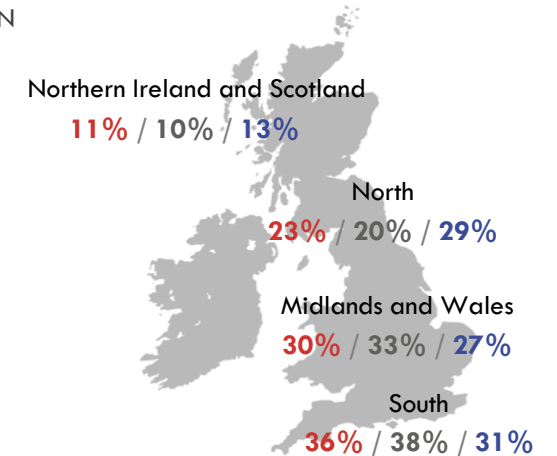 N
Northern Ireland and Scotland
11% / 10% / 13%
North
23% / 20% / 29%
Midlands and Wales
30% / 33% / 27%
South
36% / 38% / 31%